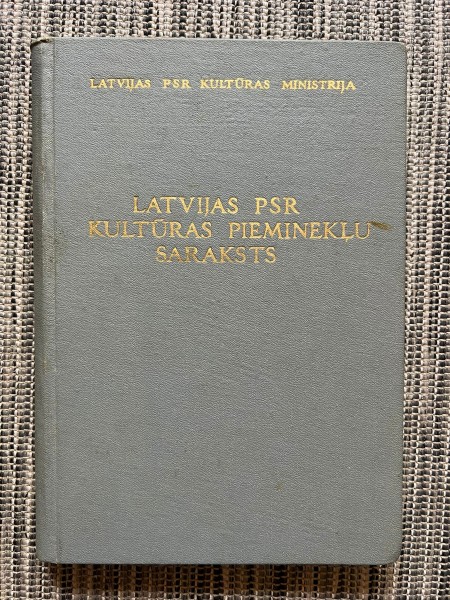 LATVIJAS PSR KULTŪRAS MINISTRIJA
LATVIJAS PSR
KULTŪRAS PIEMINEKĻU
SARAKSTS